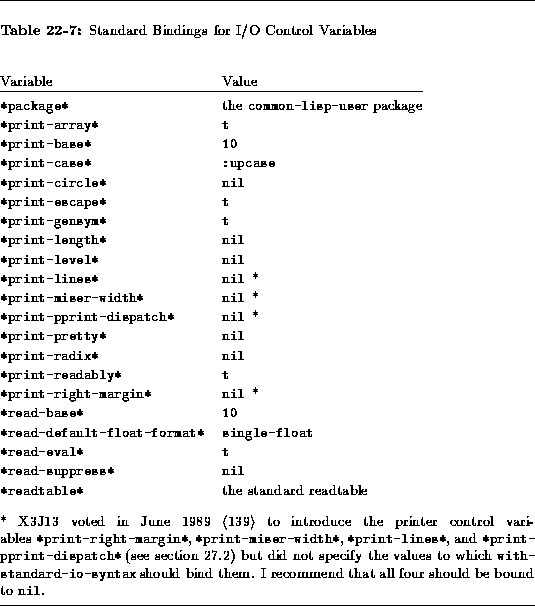 Table 22-7: Standard Bindings for I/O Control Variables
Variable Value
*package* the common-lisp-user package
*print-array* t
*print-base* 10
*print-case* :upcase
*print-circle* nil
*print-escape* t
*print-gensym* t
*print-length* nil
*print-level* nil
*print-lines* nil *
*print-miser-width* nil *
*print-pprint-dispatch* nil *
*print-pretty* nil
*print-radix* nil
*print-readably* t
*print-right-margin* nil *
*read-base* 10
*read-default-float-format* single-float
*read-eval* t
*read-suppress* nil
*readtable* the standard readtable
* X3J13 voted in June 1989 ⟨139⟩ to introduce the printer control vari-
ables *print-right-margin*, *print-miser-width*, *print-lines*, and *print-
pprint-dispatch* (see section 27.2) but did not specify the values to which with-
standard-io-syntax should bind them. I recommend that all four should be bound
to nil.